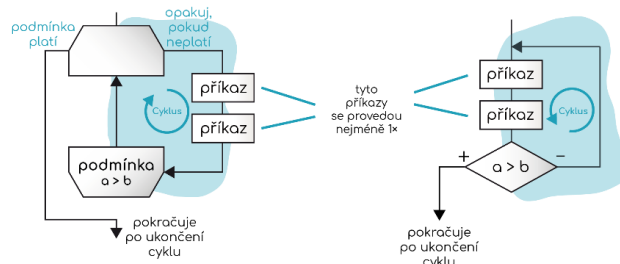 podmínka
platí
opakuj,
pokud
neplatí
příkaz
příkaz
Cyklus
podmínka
a > b
pokračuje
po ukončení
cyklu
tyto
příkazy
se provedou
nejméně 1×
příkaz
příkaz
Cyklus
+
a > b
−
pokračuje
po ukončení
cyklu